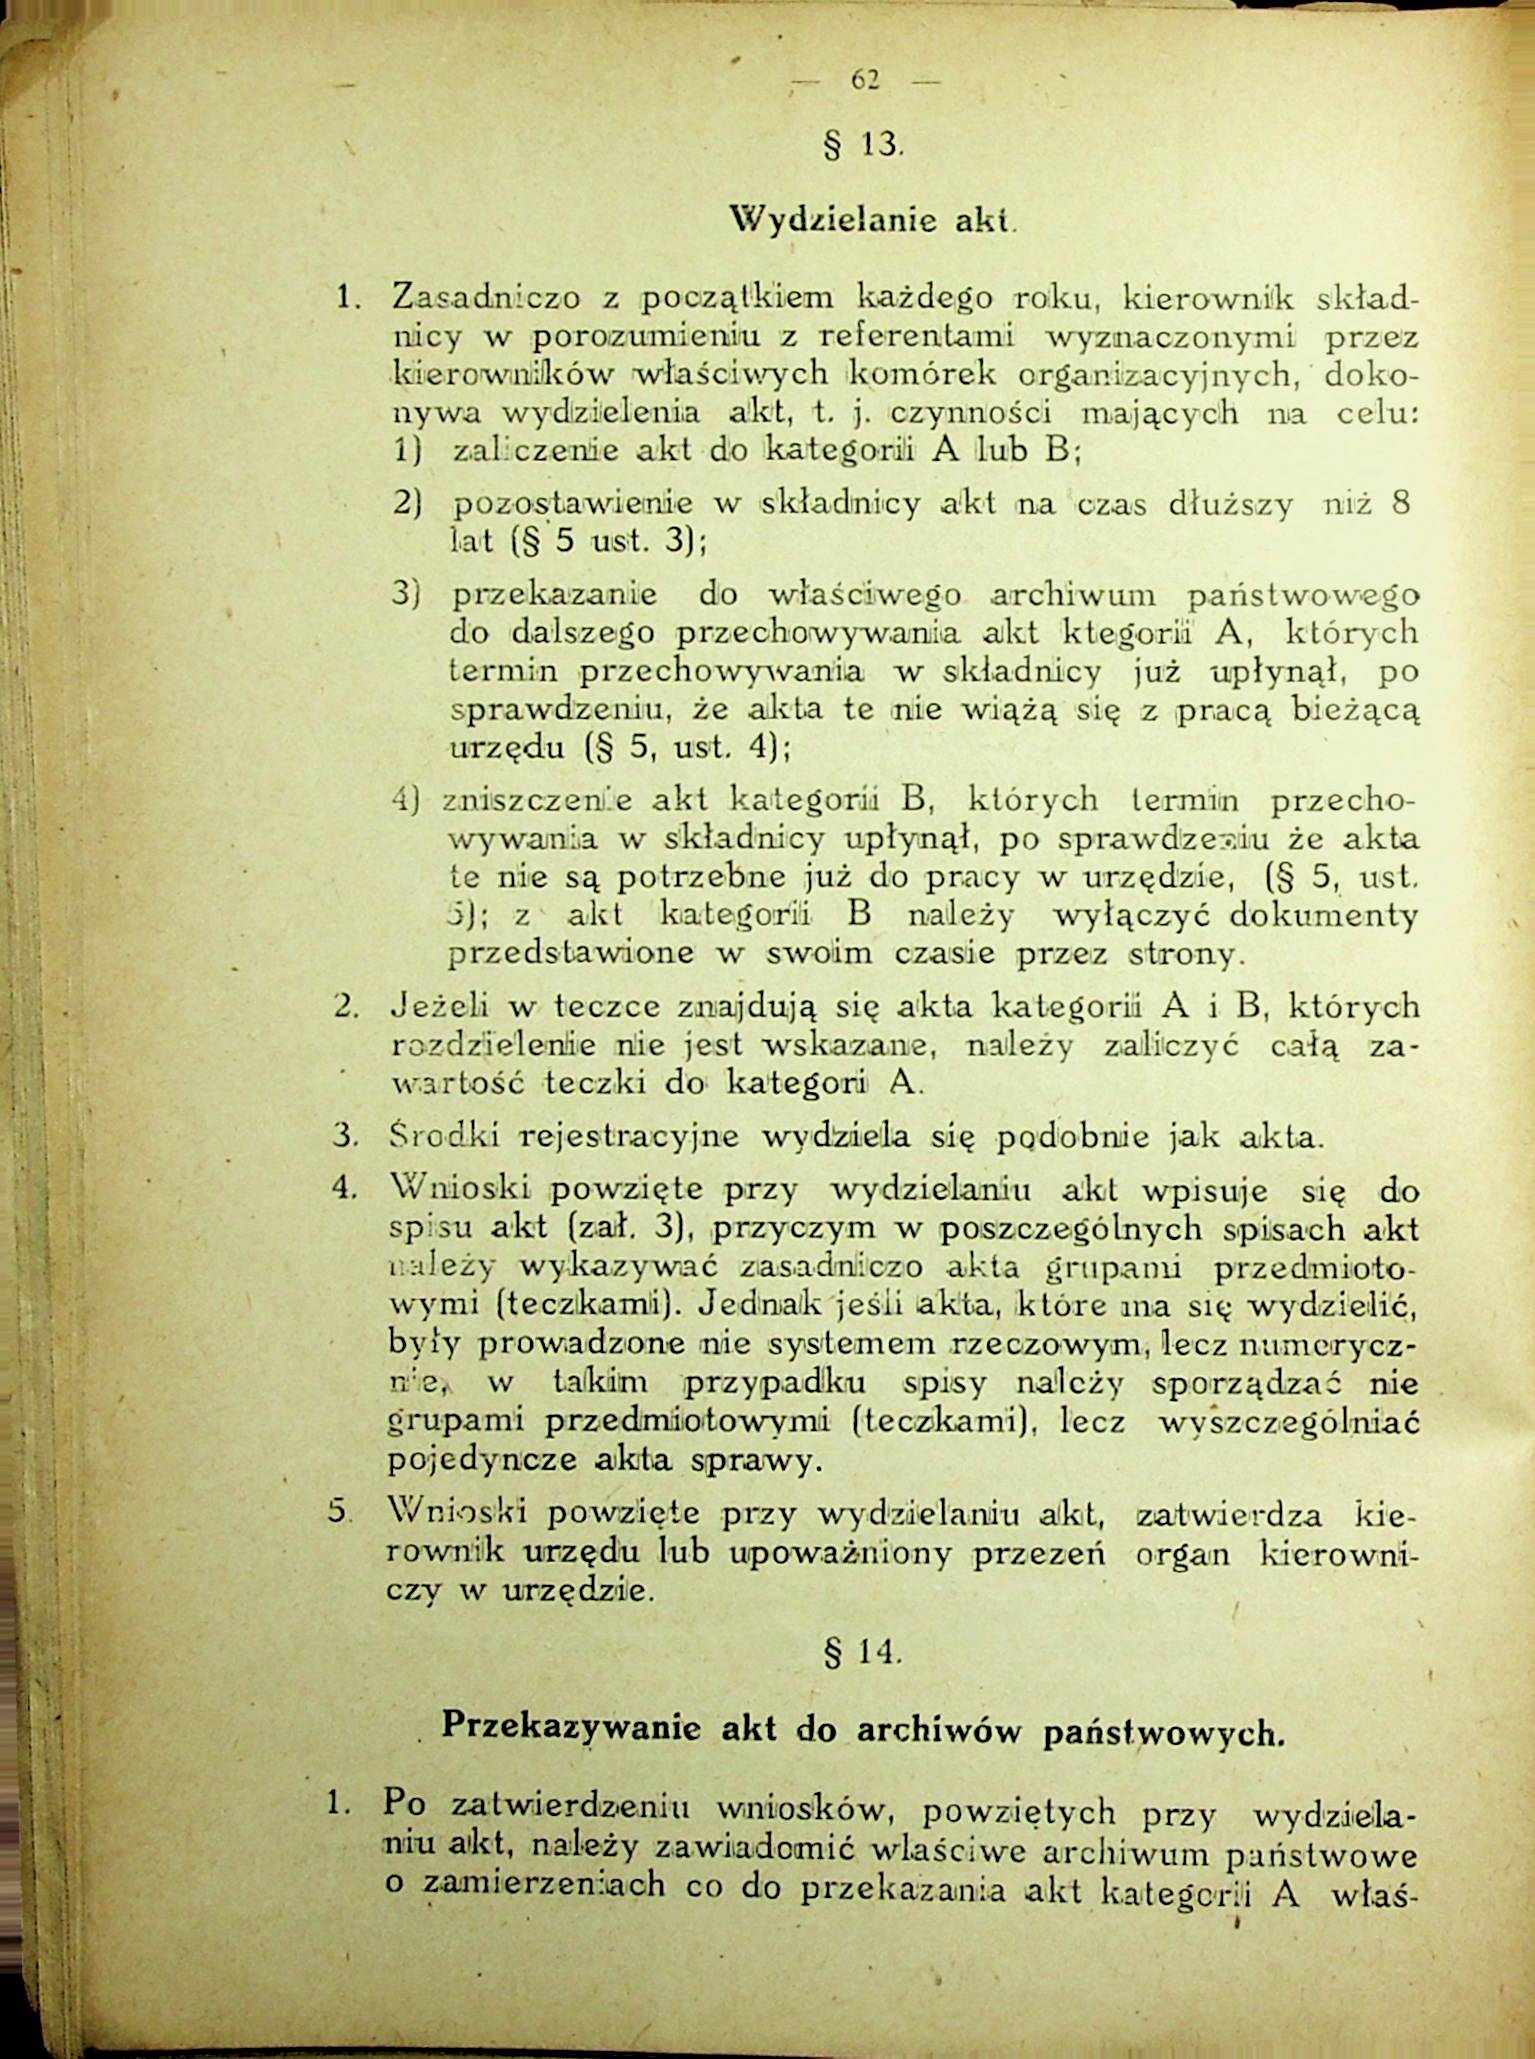 — 62 —
§ 13.
Wydzielanie akt.
1. Zasadniczo z początkiem każdego roku, kierownik skład-
nicy w porozumieniu z referentami wyznaczonymi przez
kierowników właściwych komórek organizacyjnych, doko-
nywa wydzielenia akt, t. j. czynności mających na celu:
1) zaliczenie akt do kategorii A lub B;
2) pozostawienie w składnicy akt na czas dłuższy niż 8
lat (§ 5 ust. 3);
3) przekazanie do właściwego archiwum państwowego
do dalszego przechowywania akt ktegorii A, których
termin przechowywania w składnicy już upłynął, po
sprawdzeniu, że akta te nie wiążą się z pracą bieżącą
urzędu (§ 5, ust. 4);
4) zniszczenie akt kategorii B, których termin przecho-
wywania w składnicy upłynął, po sprawdzeniu że akta
te nie są potrzebne już do pracy w urzędzie, (§ 5, ust.
5); z akt kategorii B należy wyłączyć dokumenty
przedstawione w swoim czasie przez strony.
2. Jeżeli w teczce znajdują się akta kategorii A i B, których
rozdzielenie nie jest wskazane, należy zaliczyć całą za-
wartość teczki do kategori A.
3. Środki rejestracyjne wydziela się podobnie jak akta.
4. Wnioski powzięte przy wydzielaniu akt wpisuje się do
spisu akt (zał. 3), przyczym w poszczególnych spisach akt
należy wykazywać zasadniczo akta grupami przedmioto-
wymi (teczkami). Jednak jeśli akta, które ma się wydzielić,
były prowadzone nie systemem rzeczowym, lecz numerycz-
nie, w takim przypadku spisy należy sporządzać nie
grupami przedmiotowymi (teczkami), lecz wyszczególniać
pojedyncze akta sprawy.
5. Wnioski powzięte przy wydzielaniu akt, zatwierdza kie-
rownik urzędu lub upoważniony przezeń organ kierowni-
czy w urzędzie.
§ 14.
Przekazywanie akt do archiwów państwowych.
1. Po zatwierdzeniu wniosków, powziętych przy wydziela-
niu akt, należy zawiadomić właściwe archiwum państwowe
o zamierzeniach co do przekazania akt kategorii A właś-